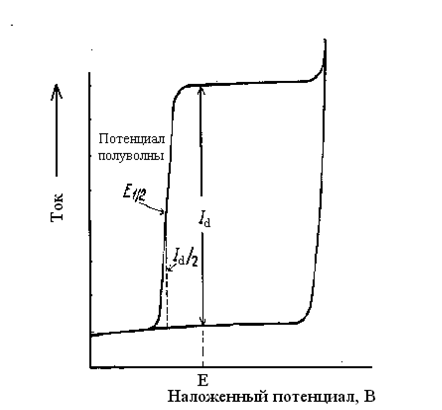 Потенциал
полуволны
E1/2
Ток
Id
Id/2
E
Наложенный потенциал, В